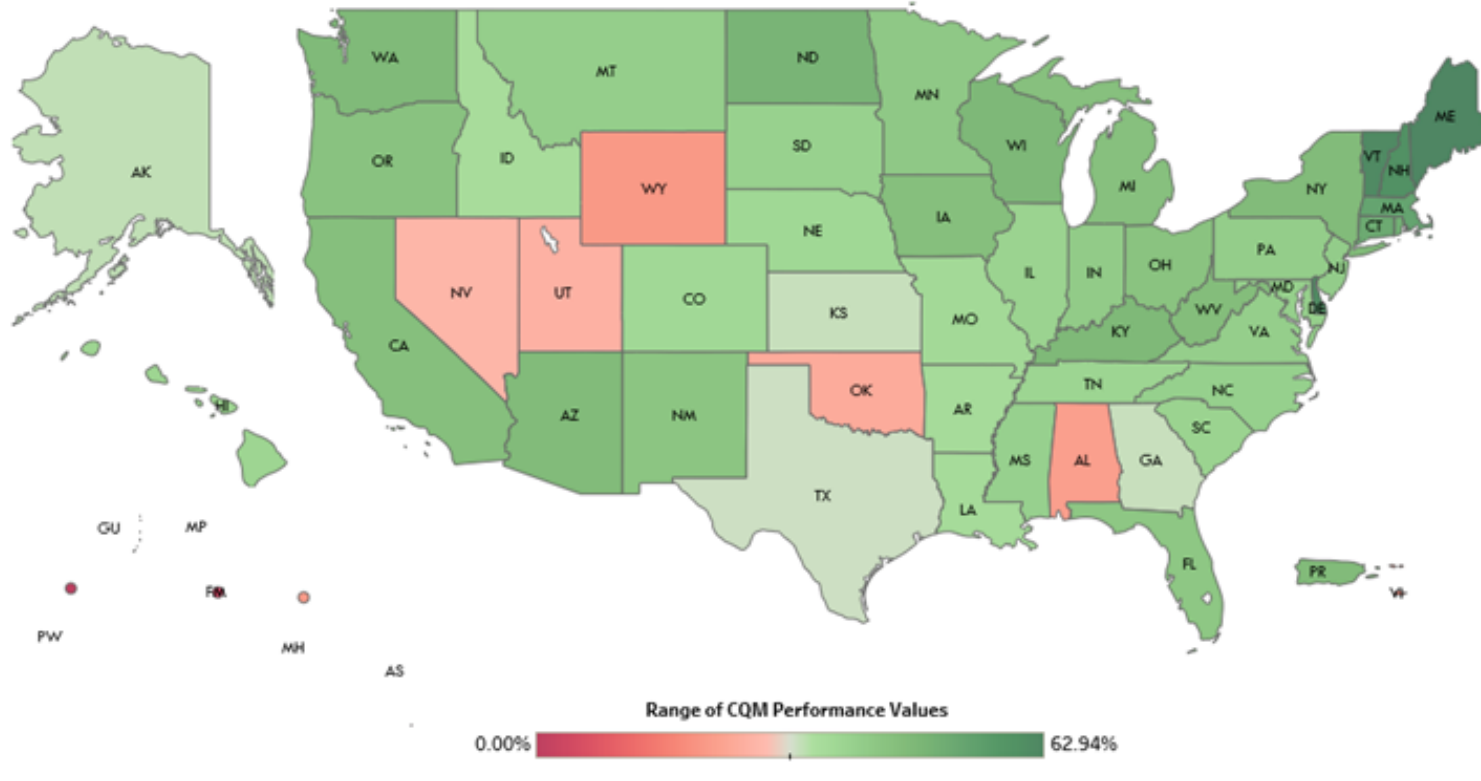 WA
MT
ND
MN
ME
OR
ID
SD
WI
VT
NH
AK
WY
MI
NY
MA
IA
CT
NE
PA
OH
NJ
IL
IN
MD
NV
UT
CO
KS
MO
WV
DE
KY
VA
CA
TN
NC
HI
AZ
NM
OK
AR
SC
MS
AL
GA
TX
LA
GU
MP
FL
PR
FM
VI
PW
MH
AS
Range of CQM Performance Values
0.00%
62.94%